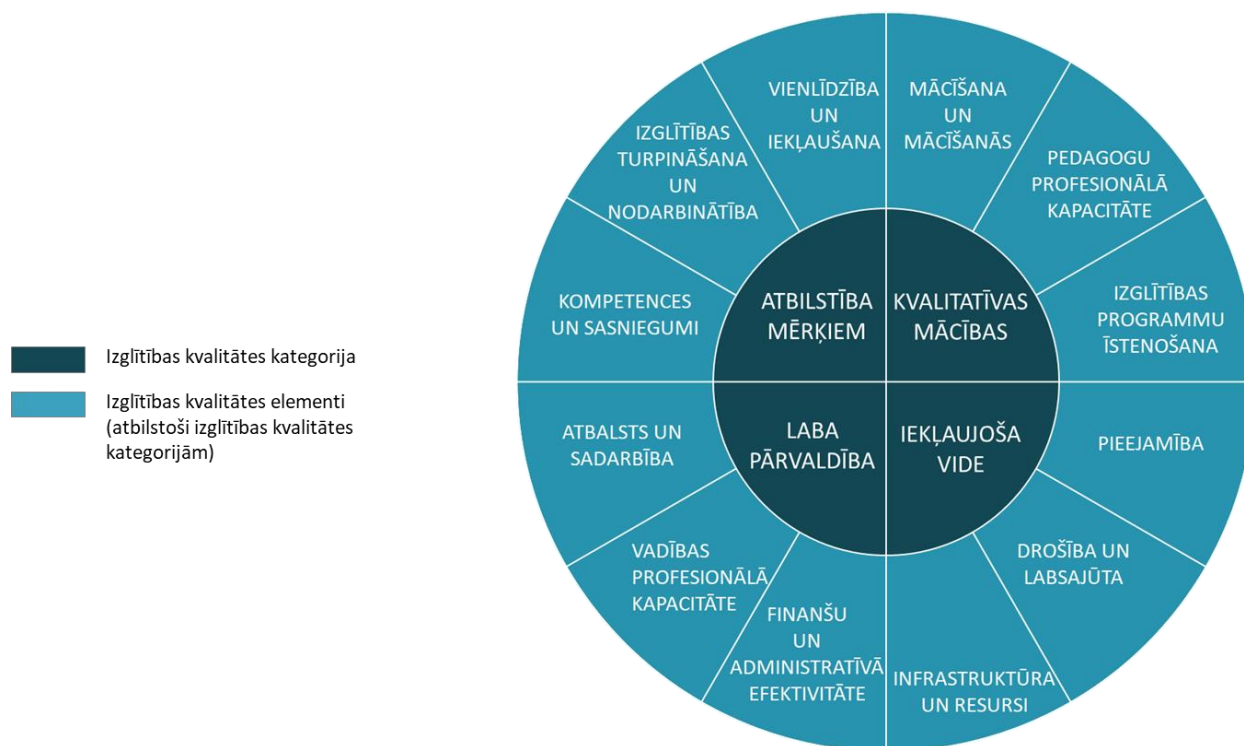 Izglītības kvalitātes kategorija
Izglītības kvalitātes elementi
(atbilstoši izglītības kvalitātes
kategorijām)
VIENLĪDZĪBA
UN
IEKĻAUŠANA
MĀCĪŠANA
UN
MĀCĪŠANĀS
IZGLĪTĪBAS
TURPINĀŠANA
UN
NODARBINĀTĪBA
PEDAGOGU
PROFESIONĀLĀ
KAPACITĀTE
KOMPETENCES
UN SASNIEGUMI
ATBILSTĪBA
MĒRĶIEM
KVALITATĪVAS
MĀCĪBAS
IZGLĪTĪBAS
PROGRAMMU
ĪSTENOŠANA
ATBALSTS UN
SADARBĪBA
LABA
PĀRVALDĪBA
IEKĻAUJOŠA
VIDE
PIEEJAMĪBA
VADĪBAS
PROFESIONĀLĀ
KAPACITĀTE
DROŠĪBA UN
LABSAJŪTA
FINANŠU
UN
ADMINISTRATĪVĀ
EFEKTIVITĀTE
INFRASTRUKTŪRA
UN RESURSI